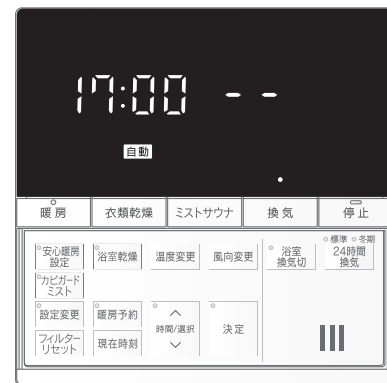 17:00 --
自動
暖房 衣類乾燥 ミストサウナ 換気 停止
標準 冬期
安心暖房
設定
浴室乾燥 温度変更 風向変更
浴室
換気切
24時間
換気
カビガード
ミスト
設定変更 暖房予約
時間/選択
決定
フィルター
リセット
現在時刻